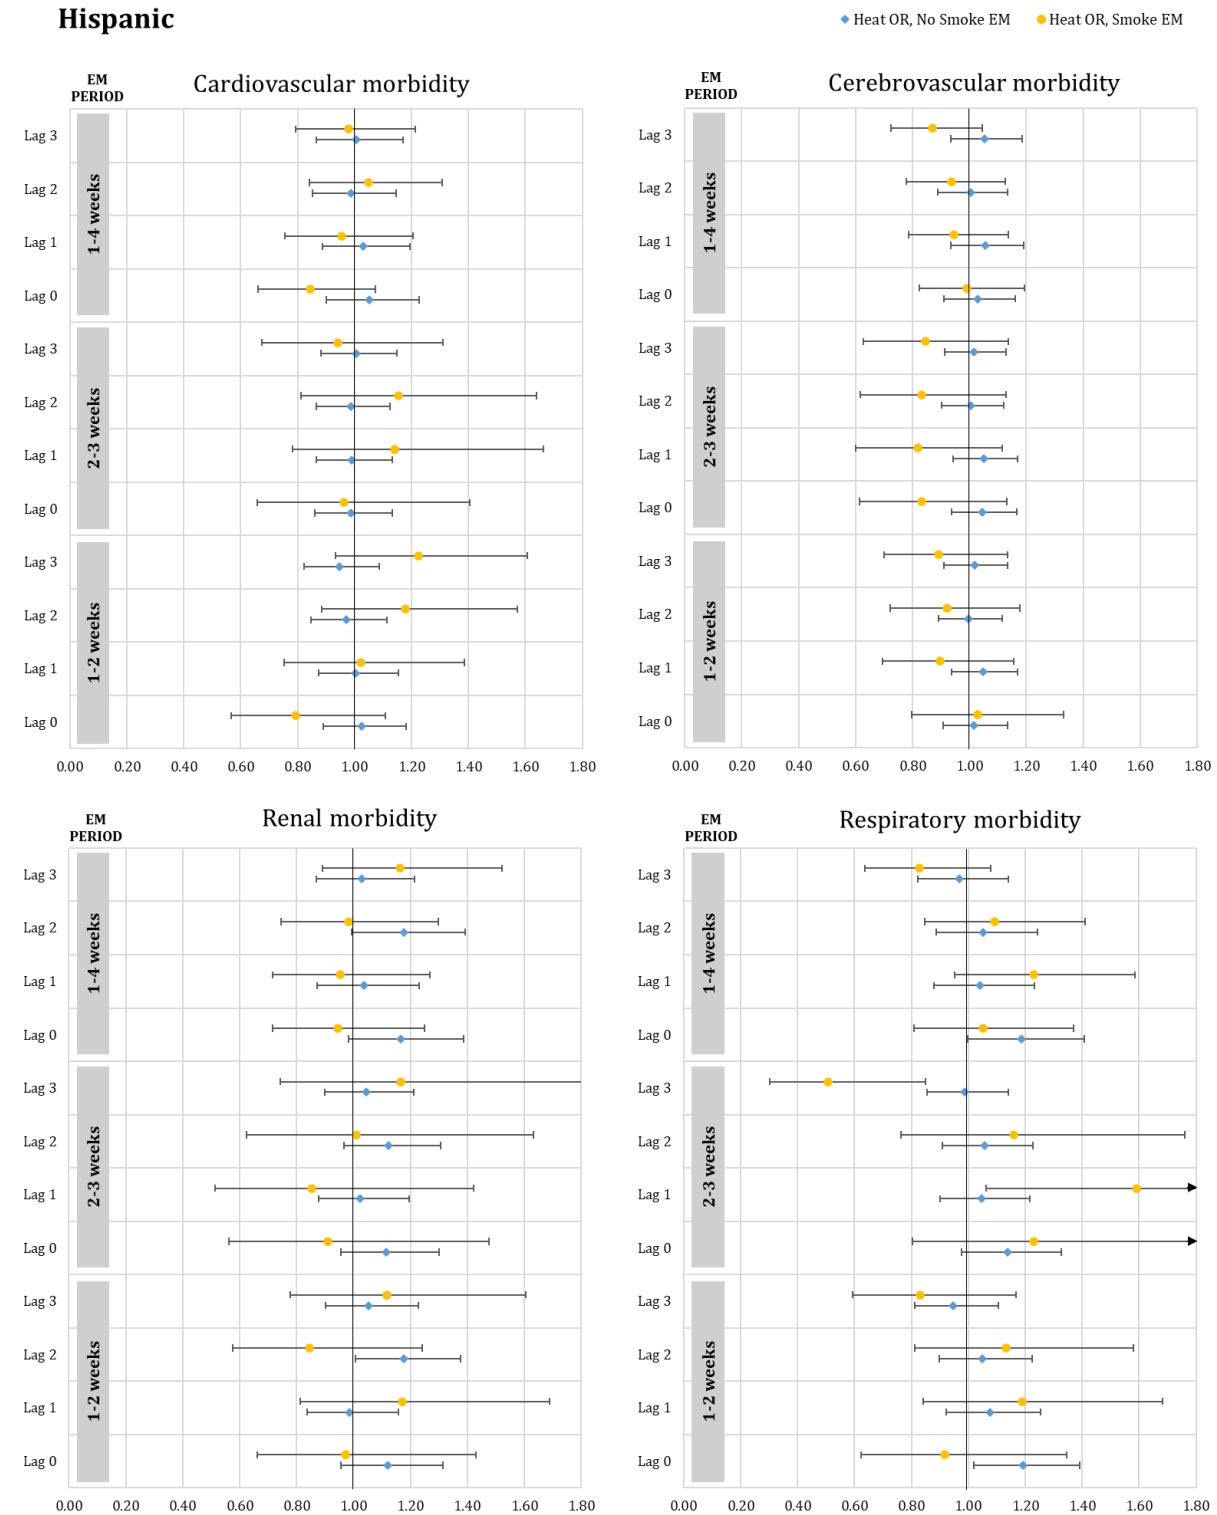 Hispanic
Heat OR, No Smoke EM
Heat OR, Smoke EM
EM
PERIOD
Cardiovascular morbidity
Lag 3
Lag 2
Lag 1
Lag 0
1-4 weeks
Lag 3
Lag 2
Lag 1
Lag 0
2-3 weeks
Lag 3
Lag 2
Lag 1
Lag 0
1-2 weeks
0.00 0.20 0.40 0.60 0.80 1.00 1.20 1.40 1.60 1.80
EM
PERIOD
Cerebrovascular morbidity
Lag 3
Lag 2
Lag 1
Lag 0
1-4 weeks
Lag 3
Lag 2
Lag 1
Lag 0
2-3 weeks
Lag 3
Lag 2
Lag 1
Lag 0
1-2 weeks
0.00 0.20 0.40 0.60 0.80 1.00 1.20 1.40 1.60 1.80
EM
PERIOD
Renal morbidity
Lag 3
Lag 2
Lag 1
Lag 0
1-4 weeks
Lag 3
Lag 2
Lag 1
Lag 0
2-3 weeks
Lag 3
Lag 2
Lag 1
Lag 0
1-2 weeks
0.00 0.20 0.40 0.60 0.80 1.00 1.20 1.40 1.60 1.80
EM
PERIOD
Respiratory morbidity
Lag 3
Lag 2
Lag 1
Lag 0
1-4 weeks
Lag 3
Lag 2
Lag 1
Lag 0
2-3 weeks
Lag 3
Lag 2
Lag 1
Lag 0
1-2 weeks
0.00 0.20 0.40 0.60 0.80 1.00 1.20 1.40 1.60 1.80